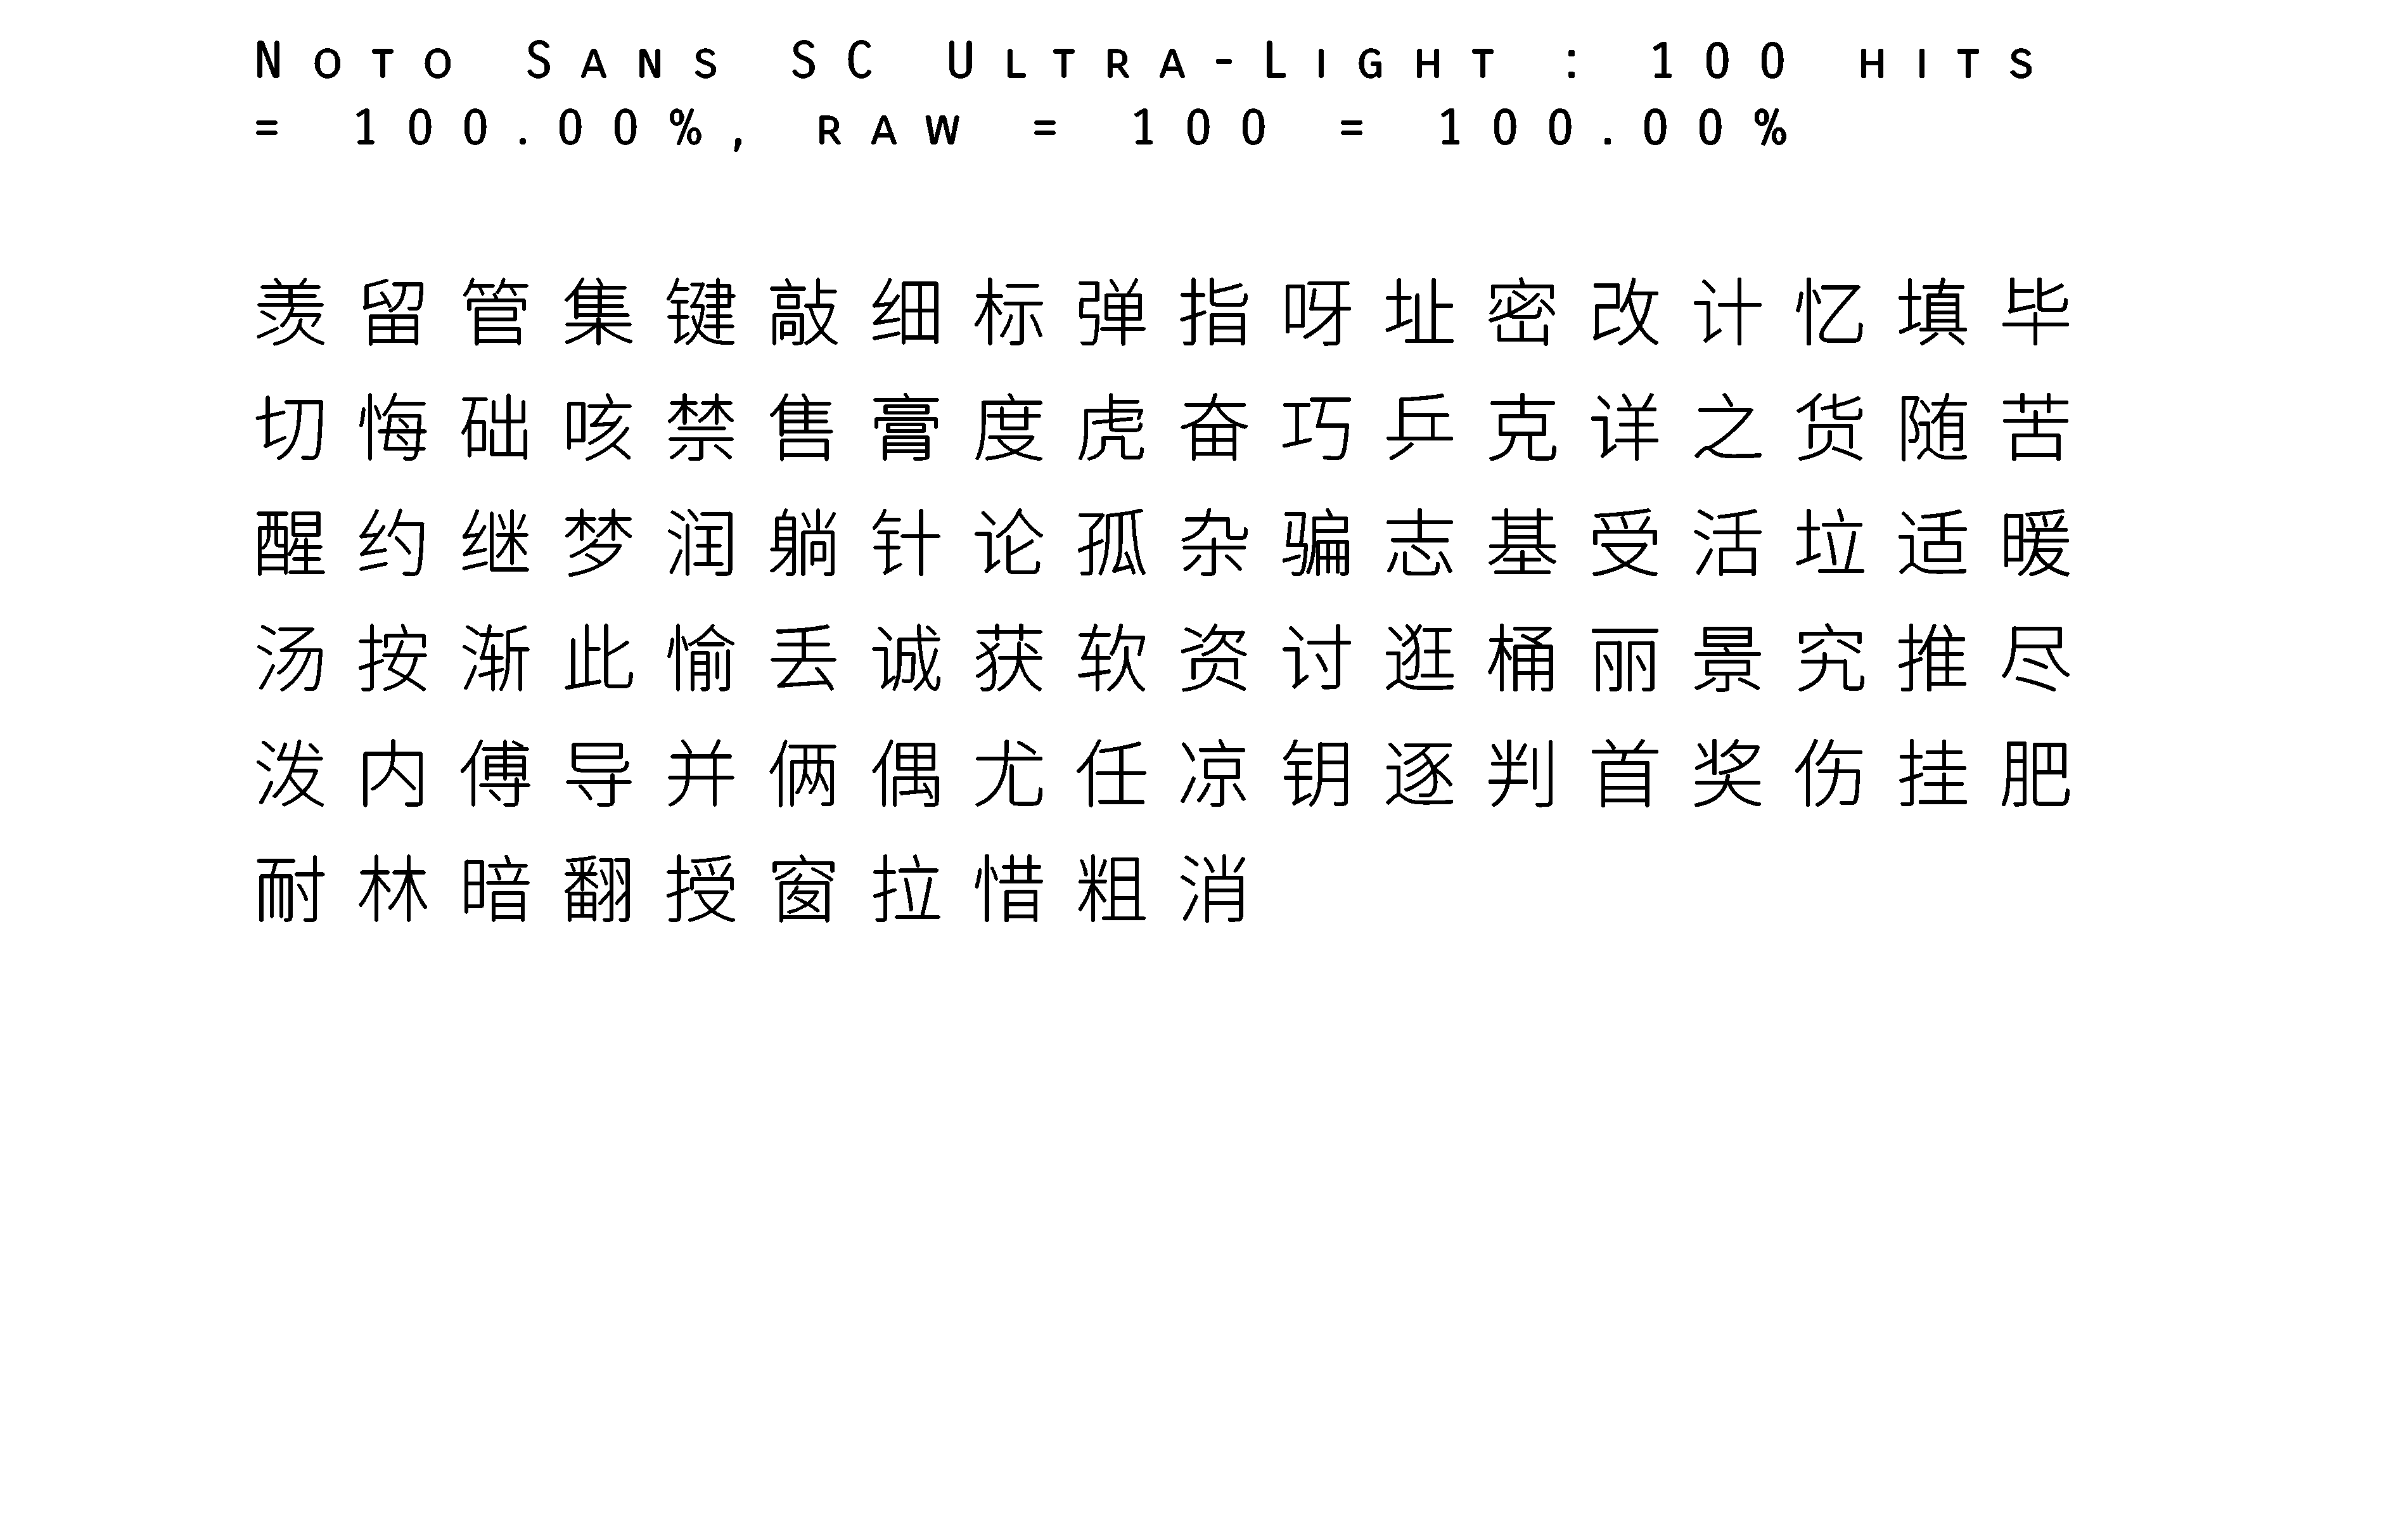 Noto Sans SC Ultra-Light : 100 hits
= 100.00%, raw = 100 = 100.00%
羡留管集键敲细标弹指呀址密改计忆填毕
切悔础咳禁售膏度虎奋巧乒克详之货随苦
醒约继梦润躺针论孤杂骗志基受活垃适暖
汤按渐此愉丢诚获软资讨逛桶丽景究推尽
泼内傅导并俩偶尤任凉钥逐判首奖伤挂肥
耐林暗翻授窗拉惜粗消